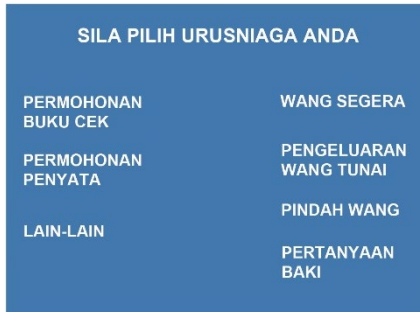 SILA PILIH URUSNIAGA ANDA
PERMOHONAN
BUKU CEK
PERMOHONAN
PENYATA
LAIN-LAIN
WANG SEGERA
PENGELUARAN
WANG TUNAI
PINDAH WANG
PERTANYAAN
BAKI